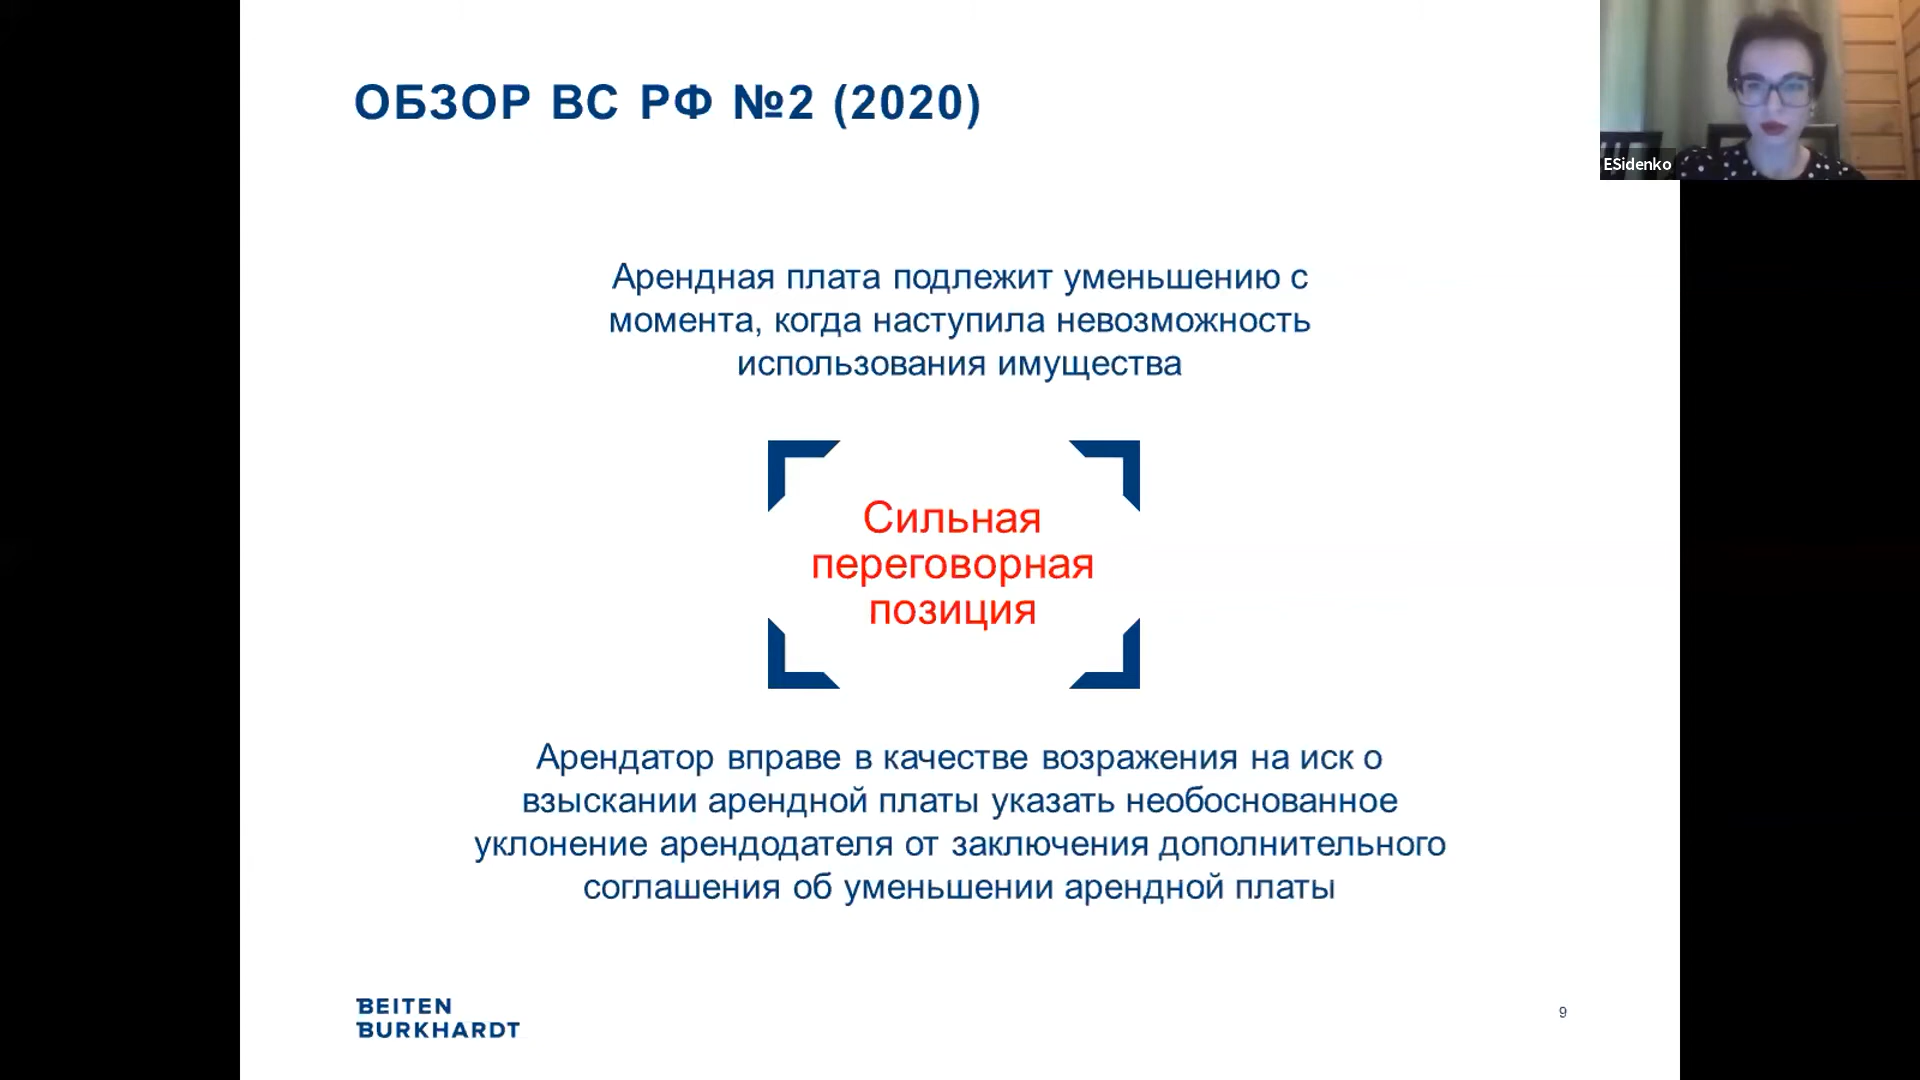 ОБЗОР ВС РФ №2 (2020)
ESidenko
Арендная плата подлежит уменьшению с
момента, когда наступила невозможность
использования имущества
Сильная
переговорная
позиция
Арендатор вправе в качестве возражения на иск о
взыскании арендной платы указать необоснованное
уклонение арендодателя от заключения дополнительного
соглашения об уменьшении арендной платы
BEITEN
BURKHARDT
9